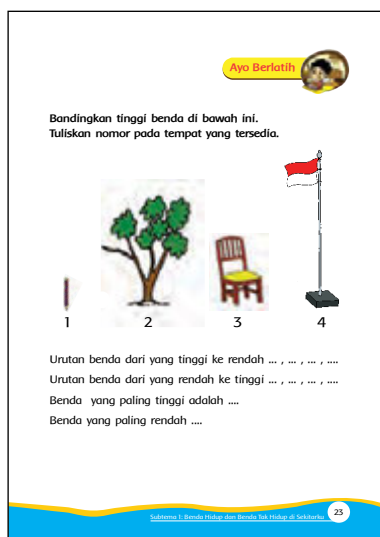 Ayo Berlatih
Bandingkan tinggi benda di bawah ini.
Tuliskan nomor pada tempat yang tersedia.
1 2 3 4
Urutan benda dari yang tinggi ke rendah ... , ... , ... , ....
Urutan benda dari yang rendah ke tinggi ... , ... , ... , ....
Benda yang paling tinggi adalah ....
Benda yang paling rendah ....
Subtema 1: Benda Hidup dan Benda Tak Hidup di Sekitarku 23